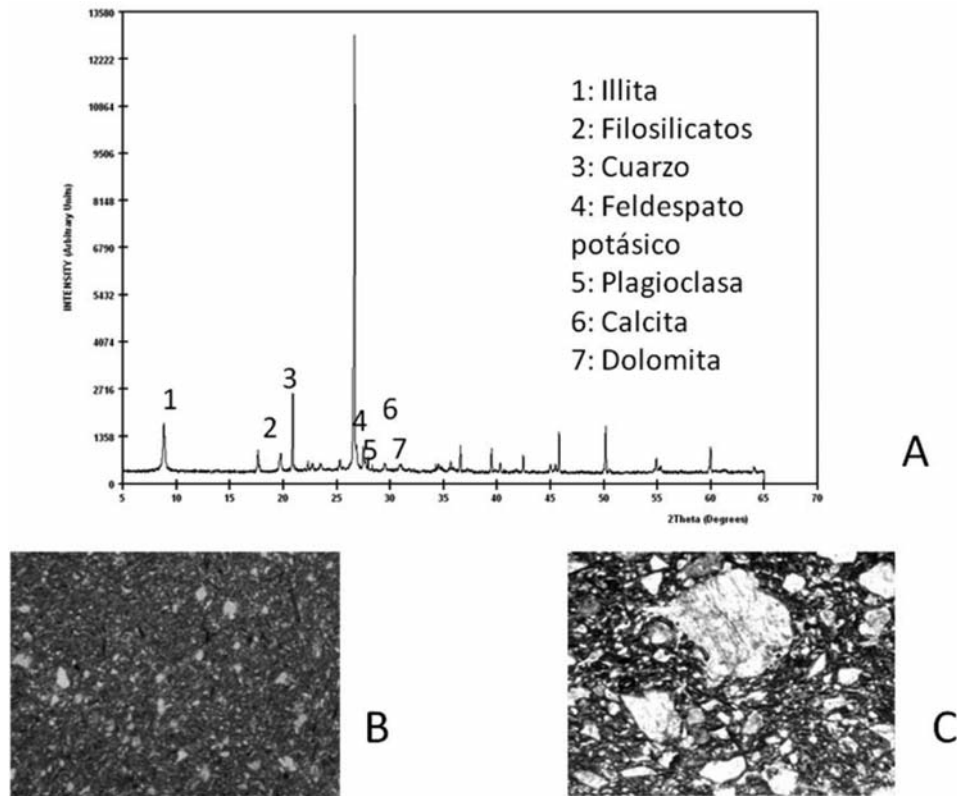 13580
12222
10864
9506
8148
6790
5432
4074
2716
1358
0
INTENSITY (Arbitrary Units)
5 10 15 20 25 30 35 40 45 50 55 60 65 70
2Theta (Degrees)
1
2
3
4
5
6
7
1: Illita
2: Filosilicatos
3: Cuarzo
4: Feldespato
potásico
5: Plagioclasa
6: Calcita
7: Dolomita
A
B
C